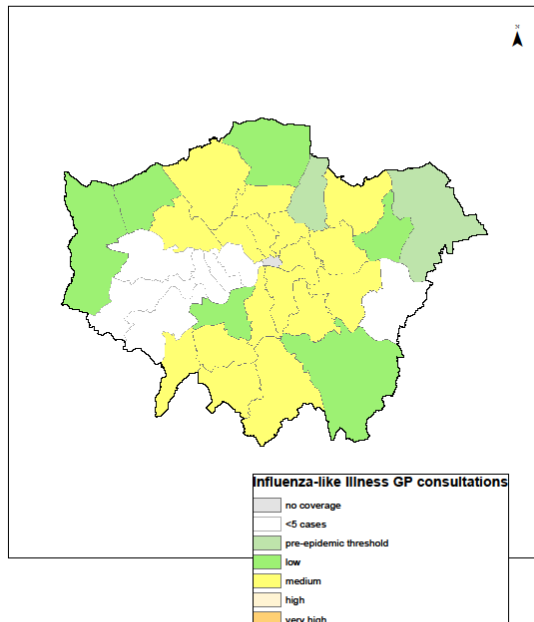 N
Influenza-like Illness GP consultations
no coverage
<5 cases
pre-epidemic threshold
low
medium
high
very high